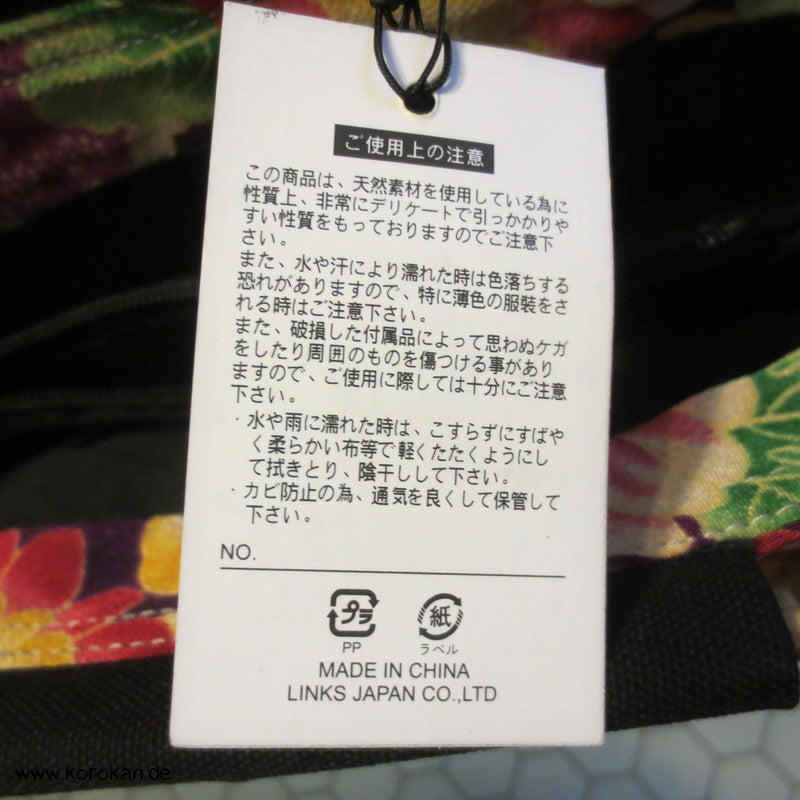 ご使用上の注意
この商品は、天然素材を使用している為に
性質上、非常にデリケートで引っかかりや
すい性質をもっておりますのでご注意下
さい。
また、水や汗により濡れた時は色落ちする
恐れがありますので、特に薄色の服装をさ
れる時はご注意下さい。
また、破損した付属品によって思わぬケガ
をしたり周囲のものを傷つける事があり
ますので、ご使用に際しては十分にご注意
下さい。
・水や雨に濡れた時は、こすらずにすばや
く柔らかい布等で軽くたたくようにし
て拭きとり、陰干しして下さい。
・カビ防止の為、通気を良くして保管して
下さい。
NO.
プラ 紙
PP ラベル
MADE IN CHINA
LINKS JAPAN CO.,LTD
www.korokan.de